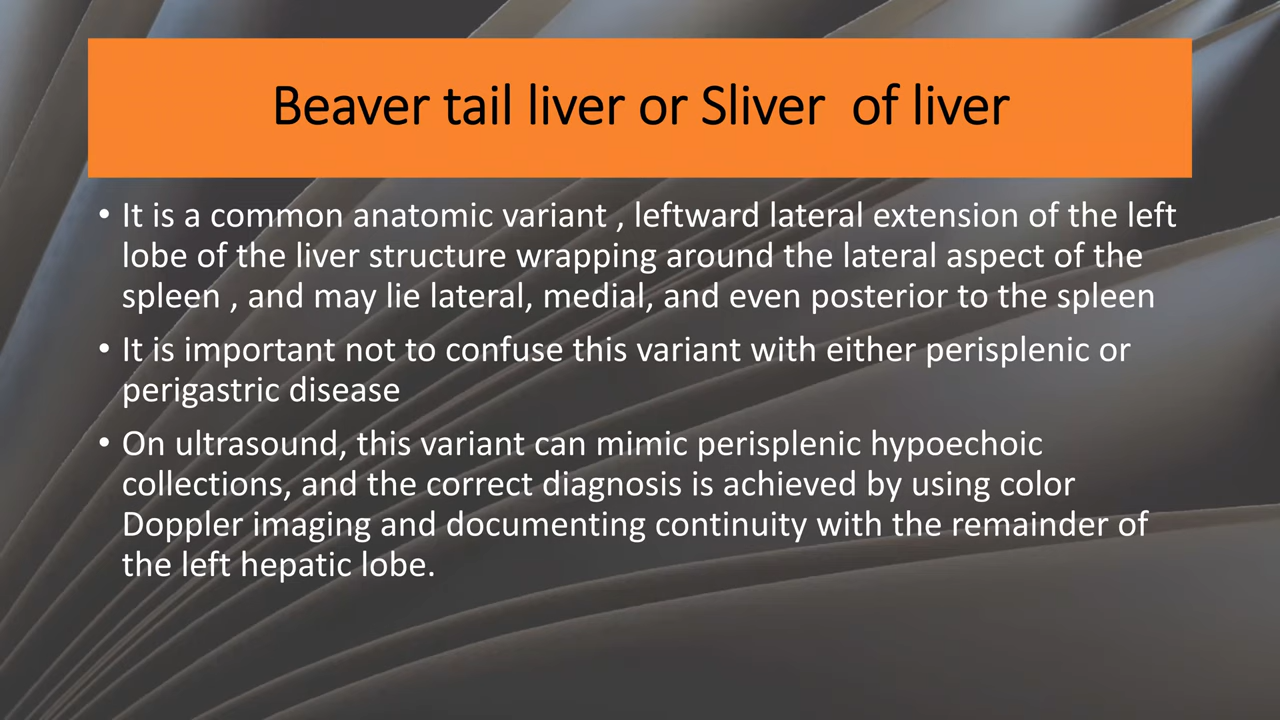 Beaver tail liver or Sliver  of liver
• It is a common anatomic variant , leftward lateral extension of the left
lobe of the liver structure wrapping around the lateral aspect of the
spleen , and may lie lateral, medial, and even posterior to the spleen
• It is important not to confuse this variant with either perisplenic or
perigastric disease
• On ultrasound, this variant can mimic perisplenic hypoechoic
collections, and the correct diagnosis is achieved by using color
Doppler imaging and documenting continuity with the remainder of
the left hepatic lobe.